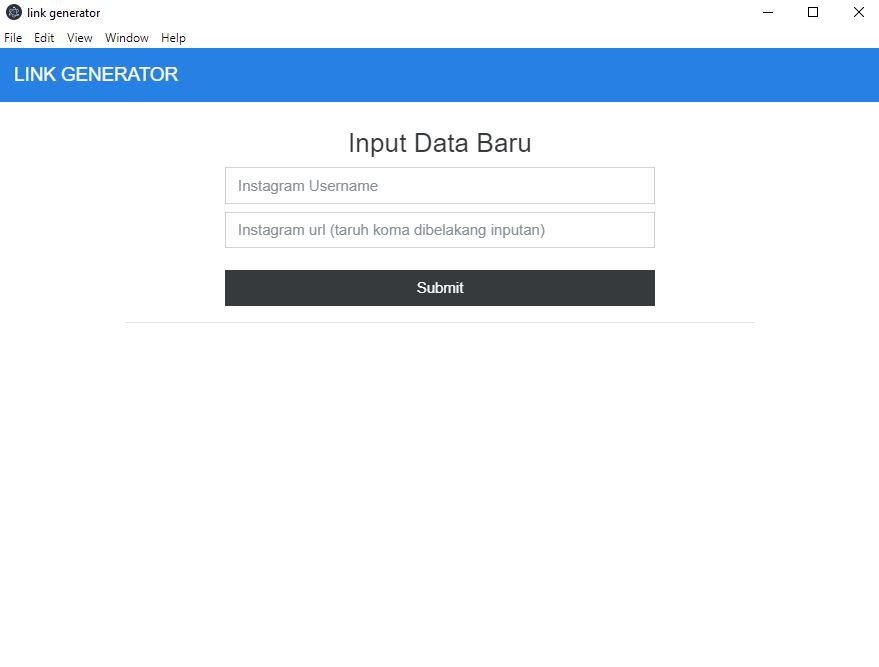 link generator
File Edit View Window Help
LINK GENERATOR
Input Data Baru
Instagram Username
Instagram url (taruh koma dibelakang inputan)
Submit